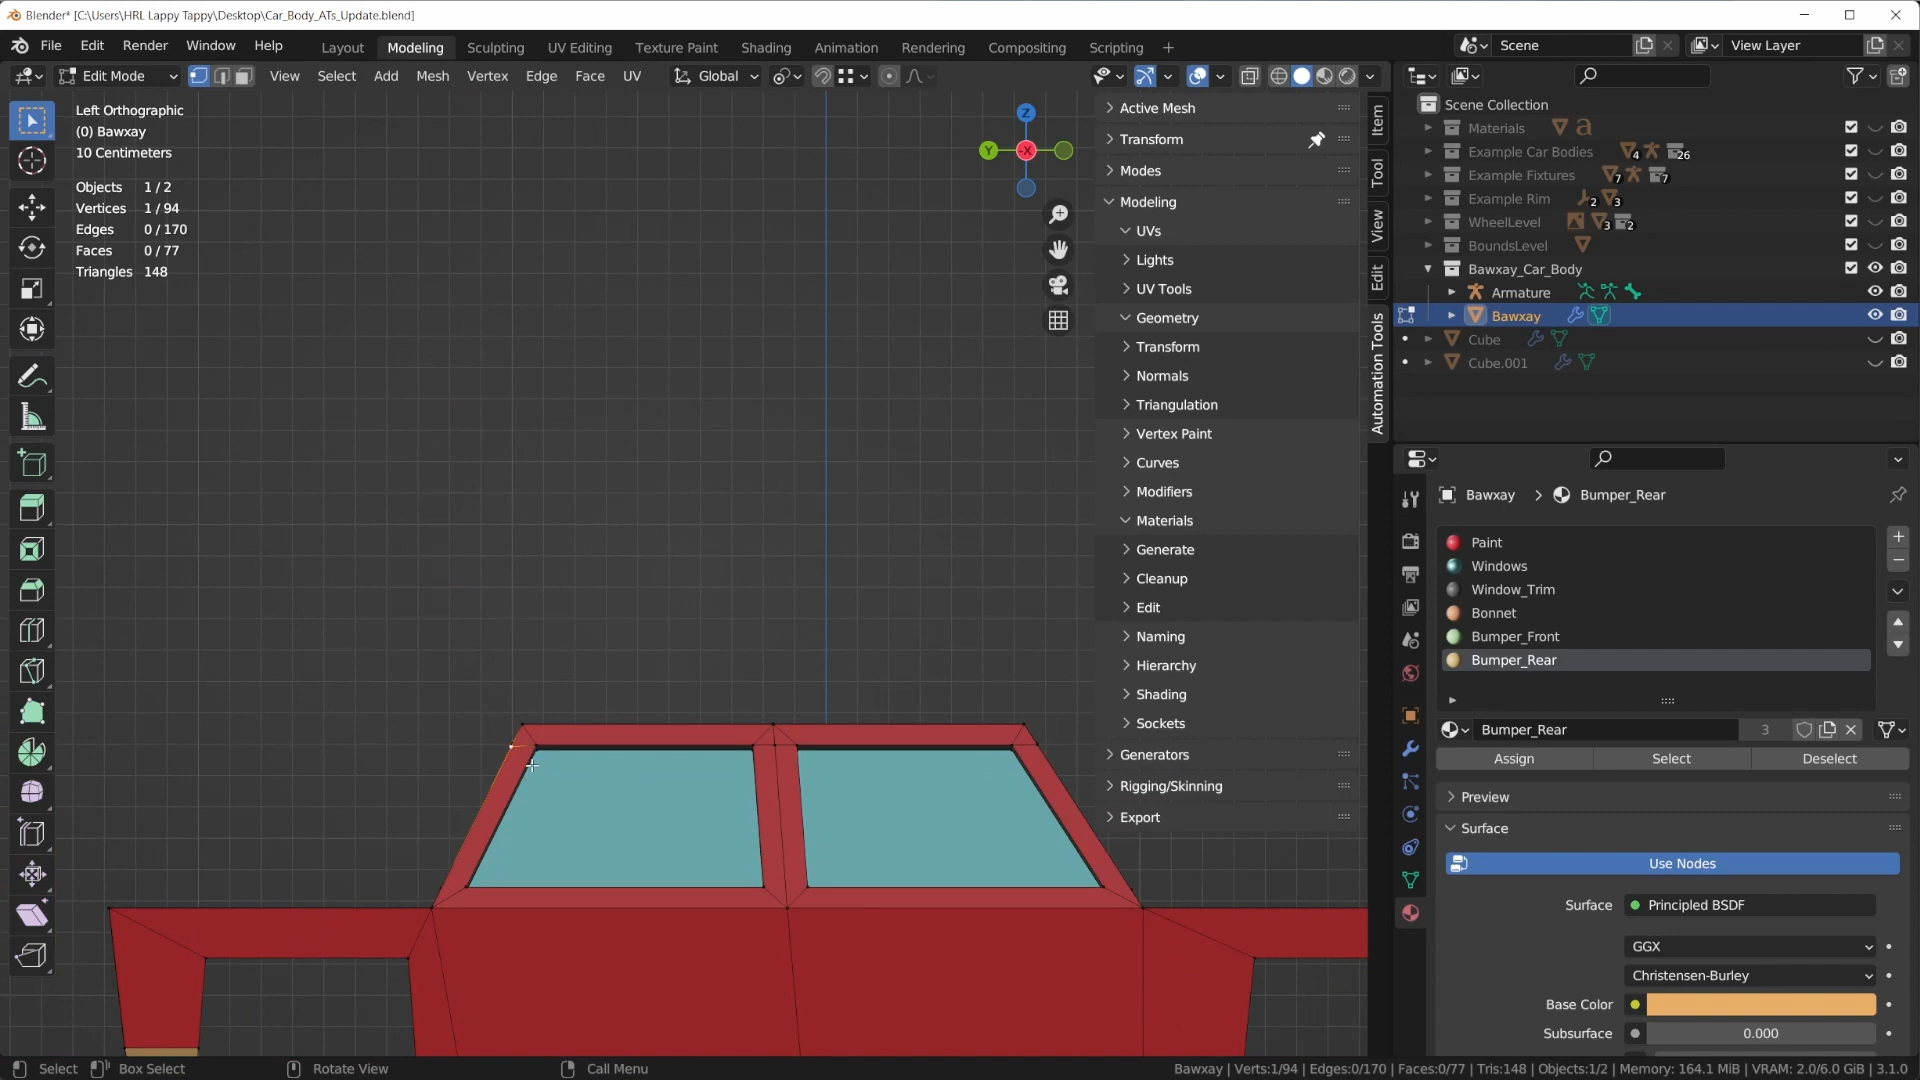 Blender* [C:\Users\HRL Lappy Tappy\Desktop\Car_Body_ATs_Update.blend]
File Edit Render Window Help Layout Modeling Sculpting UV Editing Texture Paint Shading Animation Rendering Compositing Scripting Scene View Layer
Edit Mode View Select Add Mesh Vertex Edge Face UV Global
Left Orthographic
(0) Bawxay
10 Centimeters
Objects 1 / 2
Vertices 1 / 94
Edges 0 / 170
Faces 0 / 77
Triangles 148
Z
Y
-X
Active Mesh
Transform
Modes
Modeling
UVs
Lights
UV Tools
Geometry
Transform
Normals
Triangulation
Vertex Paint
Curves
Modifiers
Materials
Generate
Cleanup
Edit
Naming
Hierarchy
Shading
Sockets
Generators
Rigging/Skinning
Export
Item
Tool
View
Edit
Automation Tools
Scene Collection
Materials a
Example Car Bodies 4 26
Example Fixtures 7 7
Example Rim 2 3
WheelLevel 3 2
BoundsLevel
Bawxay_Car_Body
Armature
Bawxay
Cube
Cube.001
Bawxay > Bumper_Rear
Paint
Windows
Window_Trim
Bonnet
Bumper_Front
Bumper_Rear
Bumper_Rear 3
Assign Select Deselect
Preview
Surface
Use Nodes
Surface Principled BSDF
GGX
Christensen-Burley
Base Color
Subsurface 0.000
Select Box Select Rotate View Call Menu Bawxay | Verts:1/94 | Edges:0/170 | Faces:0/77 | Tris:148 | Objects:1/2 | Memory: 164.1 MiB | VRAM: 2.0/6.0 GiB | 3.1.0